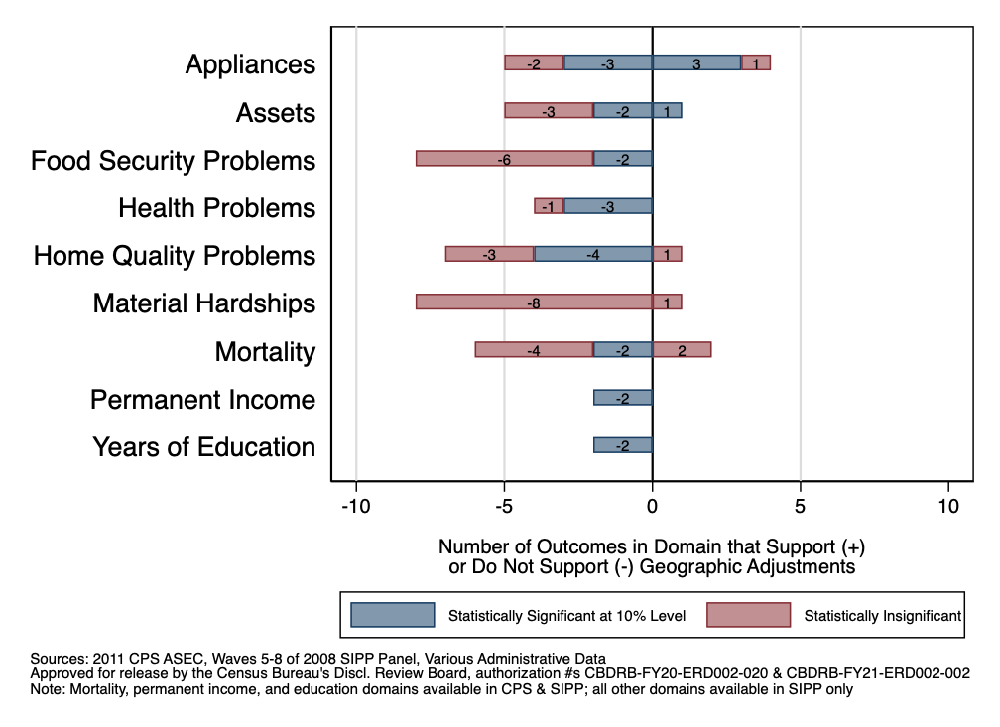 Appliances -2 -3 3 1
Assets -3 -2 1
Food Security Problems -6 -2
Health Problems -1 -3
Home Quality Problems -3 -4 1
Material Hardships -8 1
Mortality -4 -2 2
Permanent Income -2
Years of Education -2
-10 -5 0 5 10
Number of Outcomes in Domain that Support (+)
or Do Not Support (-) Geographic Adjustments
Statistically Significant at 10% Level Statistically Insignificant
Sources: 2011 CPS ASEC, Waves 5-8 of 2008 SIPP Panel, Various Administrative Data
Approved for release by the Census Bureau's Discl. Review Board, authorization #s CBDRB-FY20-ERD002-020 & CBDRB-FY21-ERD002-002
Note: Mortality, permanent income, and education domains available in CPS & SIPP; all other domains available in SIPP only